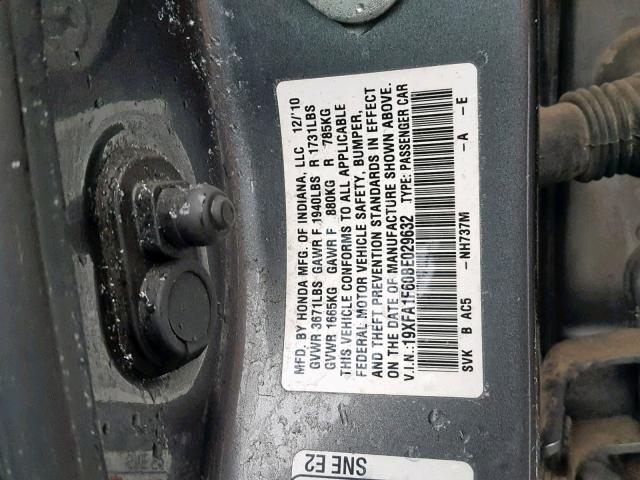 MFD. BY HONDA MFG. OF INDIANA, LLC 12/'10
GVWR 3671LBS GAWR F 1940LBS R 1731LBS
GVWR 1665KG GAWR F 880KG R 785KG
THIS VEHICLE CONFORMS TO ALL APPLICABLE
FEDERAL MOTOR VEHICLE SAFETY, BUMPER,
AND THEFT PREVENTION STANDARDS IN EFFECT
ON THE DATE OF MANUFACTURE SHOWN ABOVE.
V.I.N.:19XFA1F60BE029632 TYPE: PASSENGER CAR
SVK B AC5 -NH737M -A -E
SNE E2